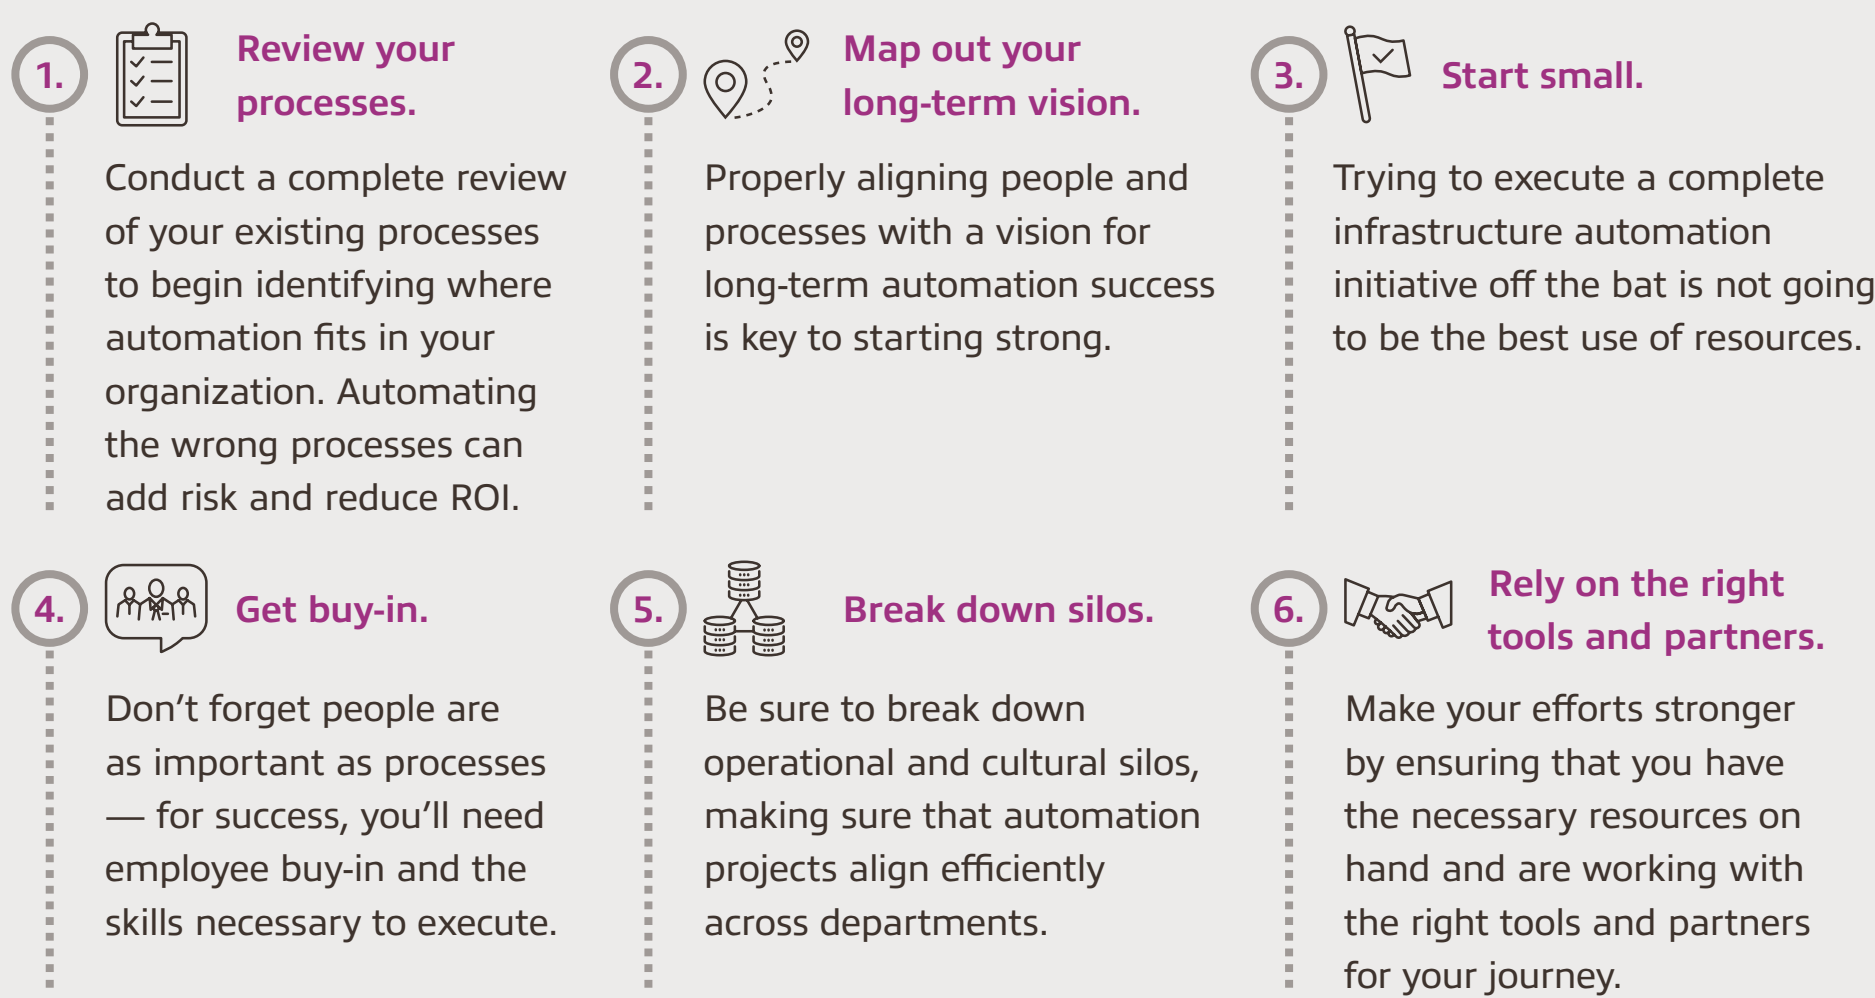 1.
Review your
processes.
Conduct a complete review
of your existing processes
to begin identifying where
automation fits in your
organization. Automating
the wrong processes can
add risk and reduce ROI.
2.
Map out your
long-term vision.
Properly aligning people and
processes with a vision for
long-term automation success
is key to starting strong.
3.
Start small.
Trying to execute a complete
infrastructure automation
initiative off the bat is not going
to be the best use of resources.
4.
Get buy-in.
Don’t forget people are
as important as processes
— for success, you’ll need
employee buy-in and the
skills necessary to execute.
5.
Break down silos.
Be sure to break down
operational and cultural silos,
making sure that automation
projects align efficiently
across departments.
6.
Rely on the right
tools and partners.
Make your efforts stronger
by ensuring that you have
the necessary resources on
hand and are working with
the right tools and partners
for your journey.